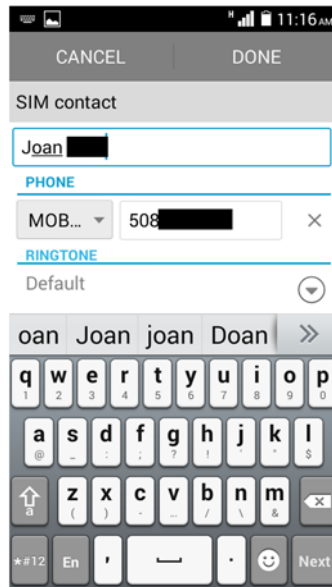 H 11:16 AM
CANCEL DONE
SIM contact
Joan
PHONE
MOB... 508
RINGTONE
Default
oan Joan joan Doan
q w e r t y u i o p
1 2 3 4 5 6 7 8 9 0
a s d f g h j k l
@ _ : ; ? ! , " ' $
a z x c v b n m
( ) - ... / \ &
*#12 En ' . Next